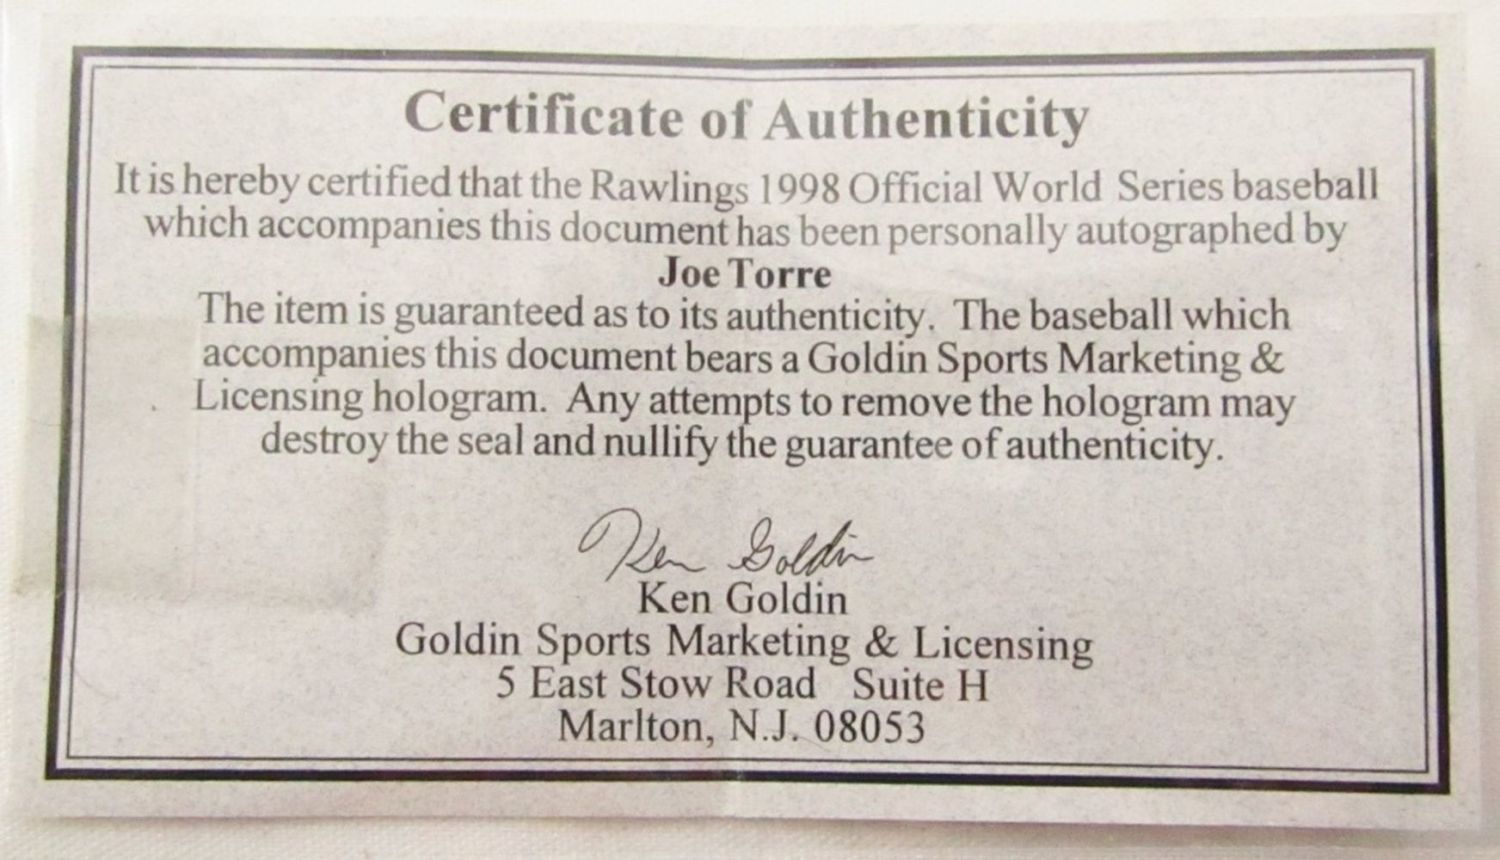 Certificate of Authenticity
It is hereby certified that the Rawlings 1998 Official World Series baseball
which accompanies this document has been personally autographed by
Joe Torre
The item is guaranteed as to its authenticity. The baseball which
accompanies this document bears a Goldin Sports Marketing &
Licensing hologram. Any attempts to remove the hologram may
destroy the seal and nullify the guarantee of authenticity.
Ken Goldin
Ken Goldin
Goldin Sports Marketing & Licensing
5 East Stow Road Suite H
Marlton, N.J. 08053